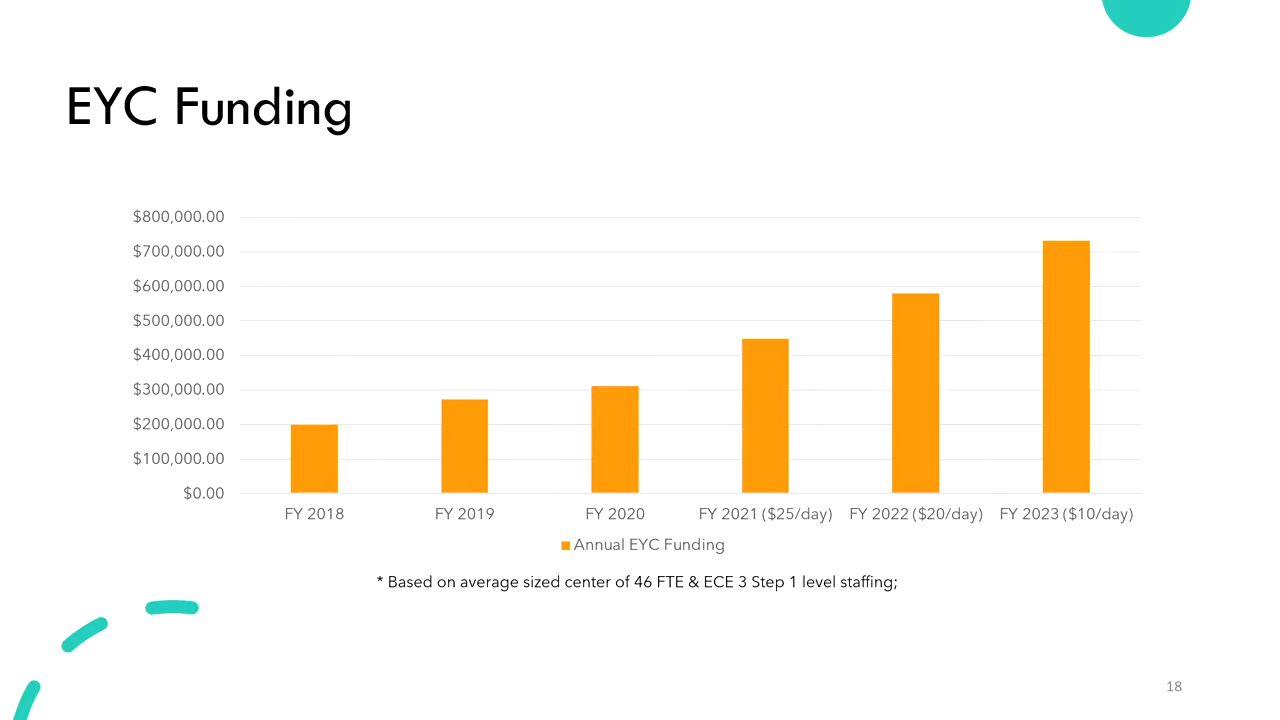 EYC Funding
$800,000.00
$700,000.00
$600,000.00
$500,000.00
$400,000.00
$300,000.00
$200,000.00
$100,000.00
$0.00
FY 2018 FY 2019 FY 2020 FY 2021 ($25/day) FY 2022 ($20/day) FY 2023 ($10/day)
Annual EYC Funding
* Based on average sized center of 46 FTE & ECE 3 Step 1 level staffing;
18